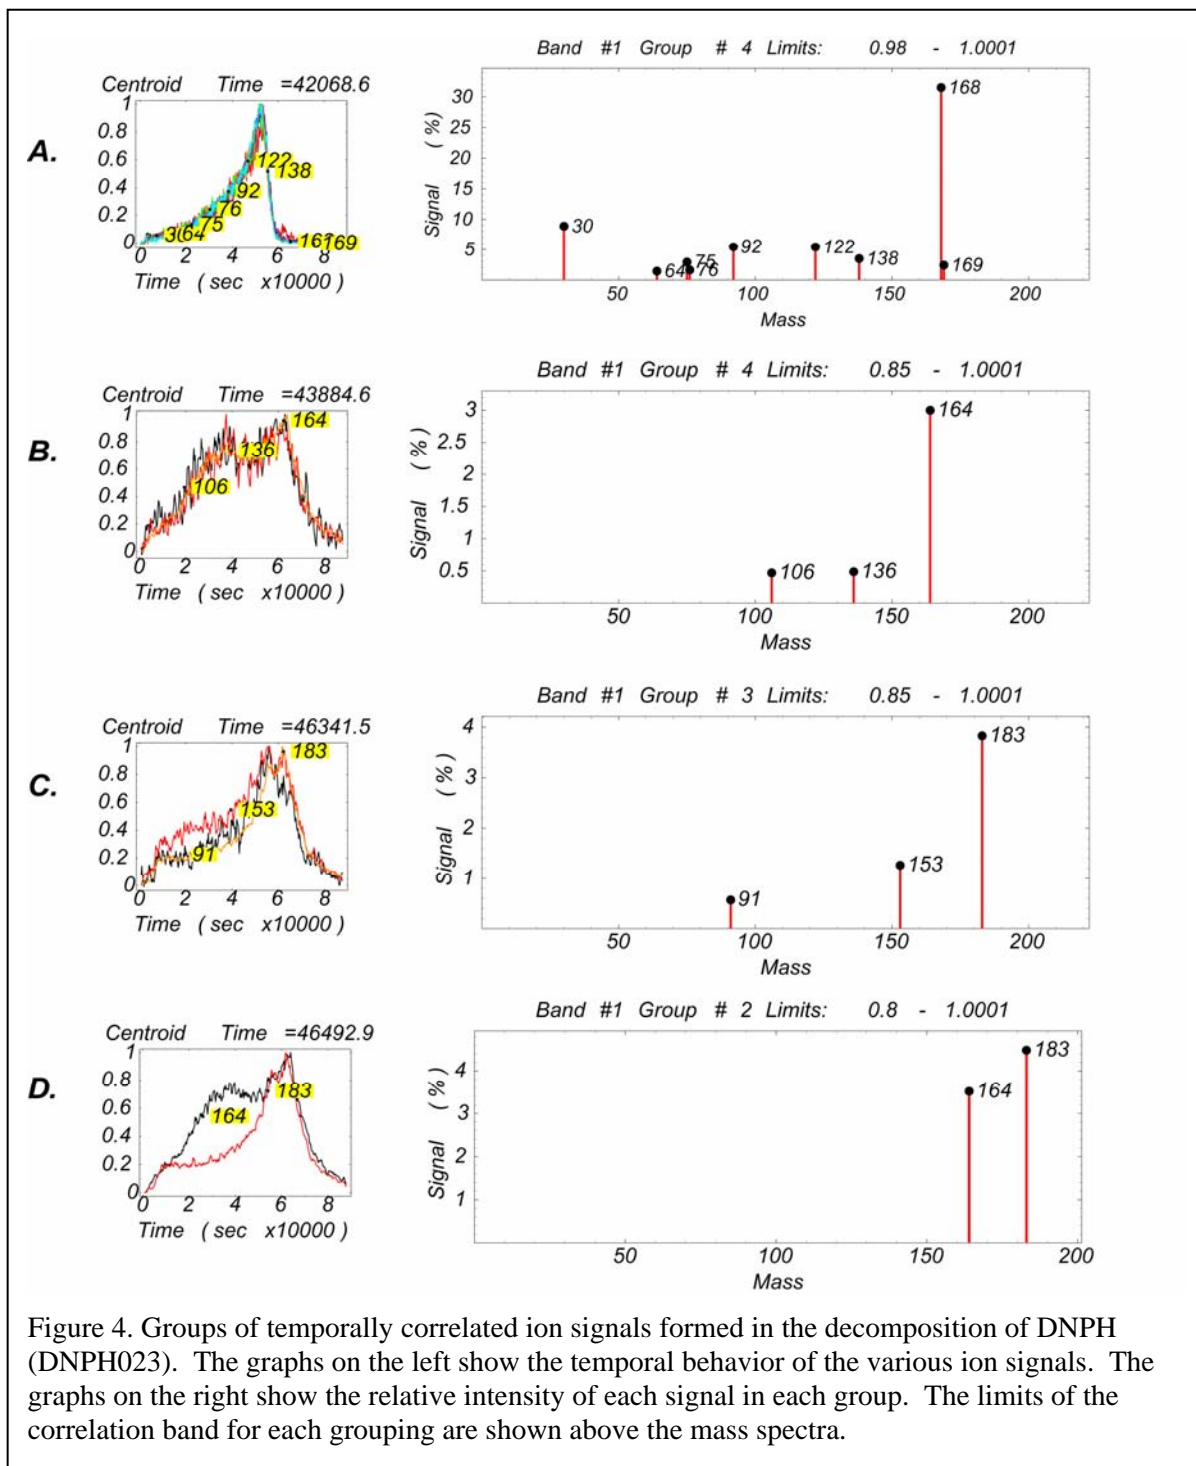 Band #1 Group # 4 Limits: 0.98 - 1.0001
Centroid Time =42068.6
A.
1
0.8
0.6
0.4
0.2
0
122
138
92
76
75
64
169
0 2 4 6 8
Time ( sec x10000 )
Signal ( % )
30
25
20
15
10
5
30
64
75
76
92
122
138
168
169
50 100 150 200
Mass
Band #1 Group # 4 Limits: 0.85 - 1.0001
Centroid Time =43884.6
B.
1
0.8
0.6
0.4
0.2
0
164
136
106
0 2 4 6 8
Time ( sec x10000 )
Signal ( % )
3
2.5
2
1.5
1
0.5
106
136
164
50 100 150 200
Mass
Band #1 Group # 3 Limits: 0.85 - 1.0001
Centroid Time =46341.5
C.
1
0.8
0.6
0.4
0.2
0
183
153
91
0 2 4 6 8
Time ( sec x10000 )
Signal ( % )
4
3
2
1
91
153
183
50 100 150 200
Mass
Band #1 Group # 2 Limits: 0.8 - 1.0001
Centroid Time =46492.9
D.
1
0.8
0.6
0.4
0.2
0
183
164
0 2 4 6 8
Time ( sec x10000 )
Signal ( % )
4
3
2
1
164
183
50 100 150 200
Mass
Figure 4. Groups of temporally correlated ion signals formed in the decomposition of DNPH
(DNPH023). The graphs on the left show the temporal behavior of the various ion signals. The
graphs on the right show the relative intensity of each signal in each group. The limits of the
correlation band for each grouping are shown above the mass spectra.